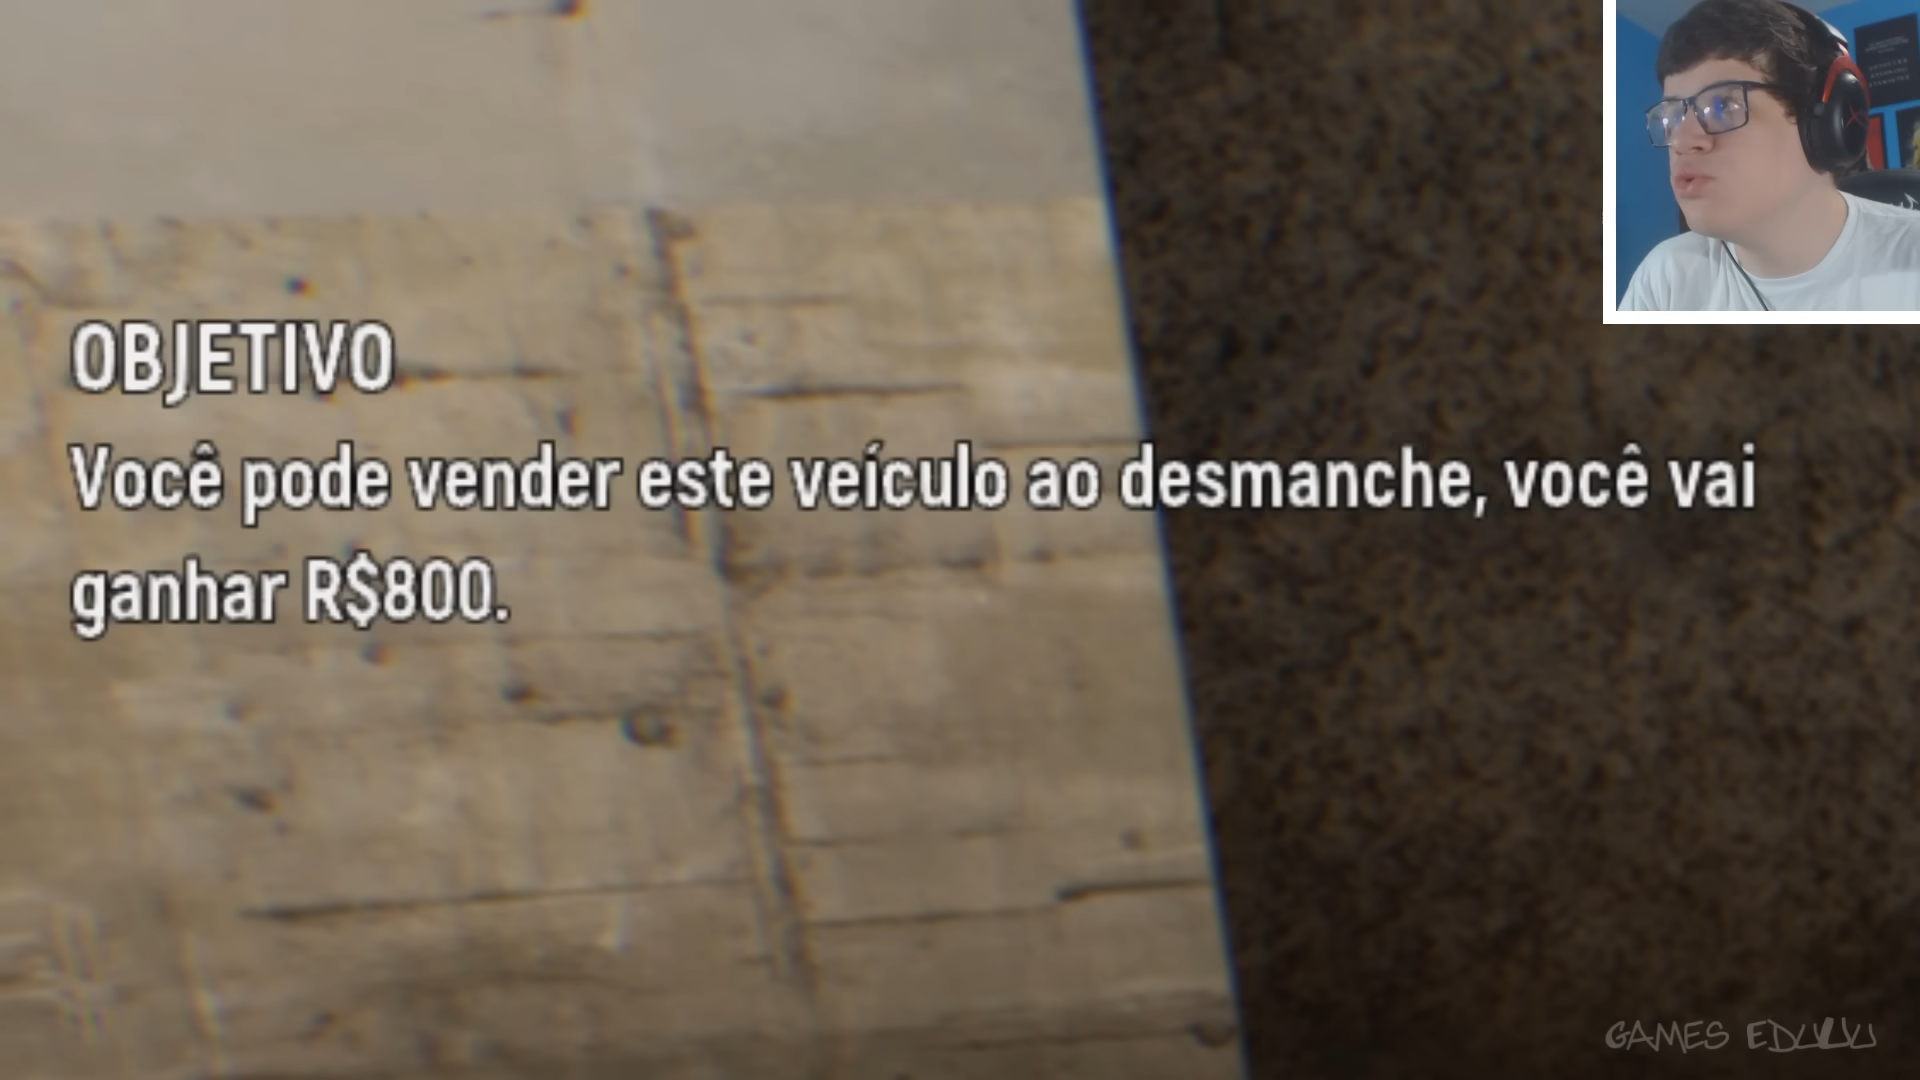 OBJETIVO
Você pode vender este veículo ao desmanche, você vai
ganhar R$800.
GAMES EDUUU